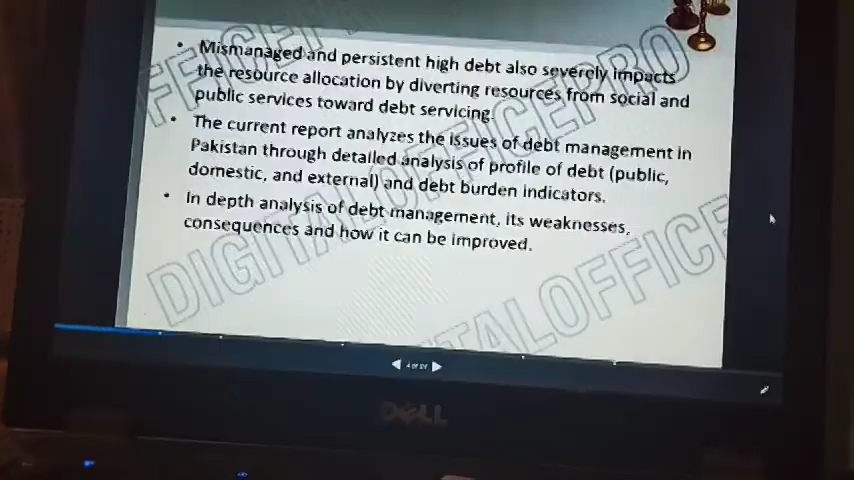 • Mismanaged and persistent high debt also severely impacts
the resource allocation by diverting resources from social and
public services toward debt servicing.
• The current report analyzes the issues of debt management in
Pakistan through detailed analysis of profile of debt (public,
domestic, and external) and debt burden indicators.
• In depth analysis of debt management, its weaknesses,
consequences and how it can be improved.
FFICEPR
DIGITALOFFICEPRO
DIGITALOFFICE
DELL